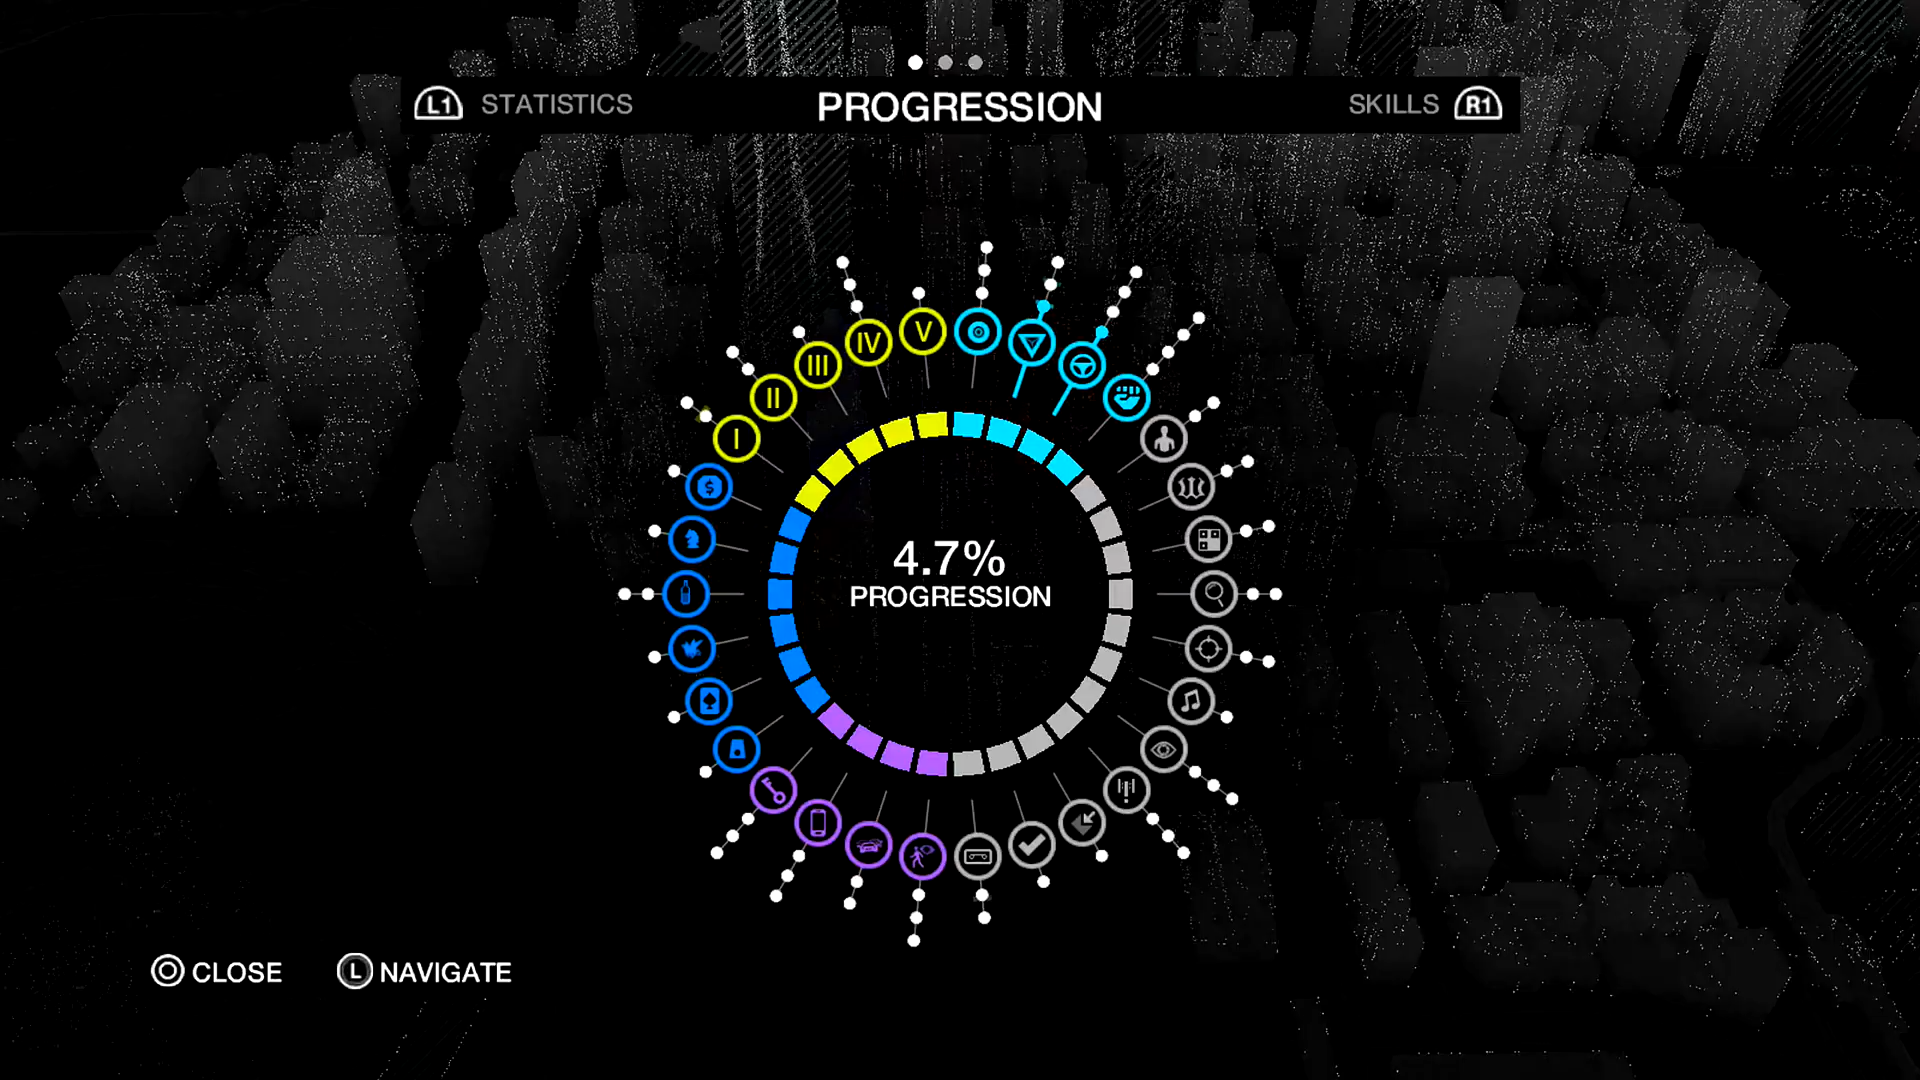 L1 STATISTICS PROGRESSION SKILLS R1
I II III IV V
$
4.7%
PROGRESSION
CLOSE L NAVIGATE